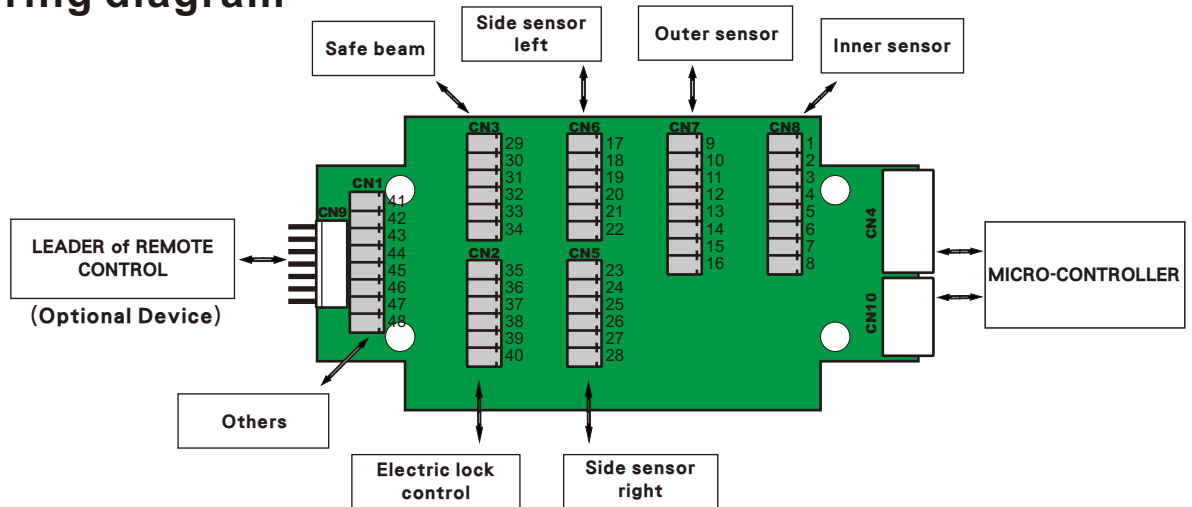 ring diagram
Safe beam
Side sensor
left
Outer sensor
Inner sensor
CN3
29
30
31
32
33
34
CN6
17
18
19
20
21
22
CN7
9
10
11
12
13
14
15
16
CN8
1
2
3
4
5
6
7
8
CN1
41
42
43
44
45
46
47
48
CN9
CN2
35
36
37
38
39
40
CN5
23
24
25
26
27
28
CN4
CN10
LEADER of REMOTE
CONTROL
(Optional Device)
MICRO-CONTROLLER
Others
Electric lock
control
Side sensor
right